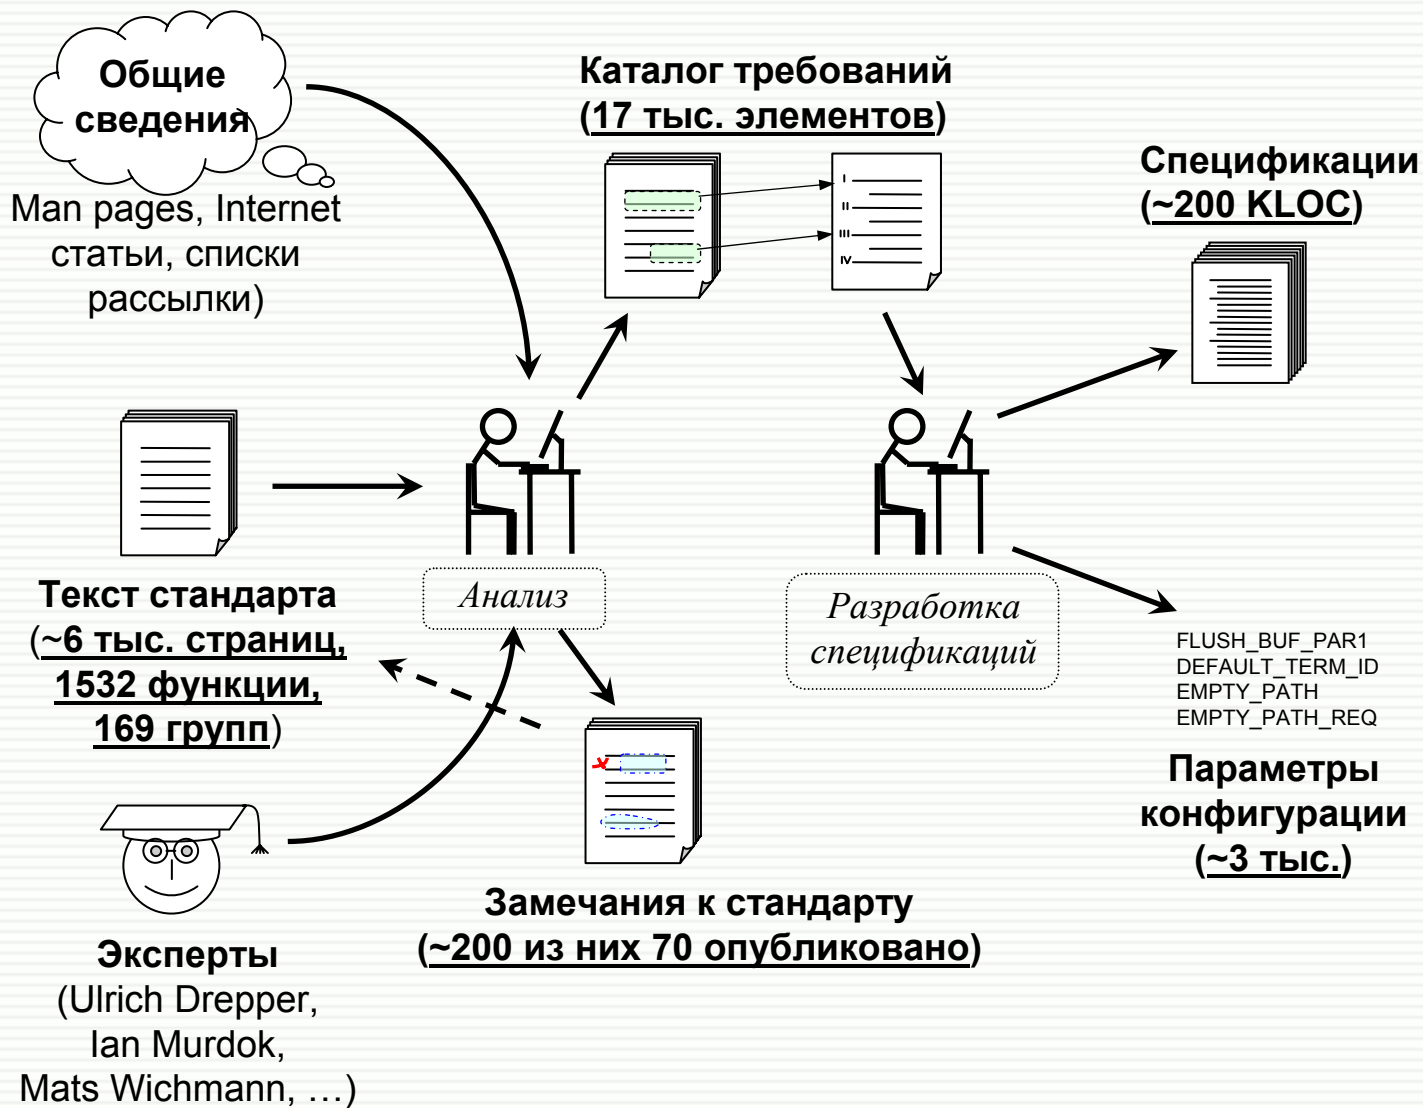 Общие
сведения
Man pages, Internet
статьи, списки
рассылки)
Каталог требований
(17 тыс. элементов)
I
II
III
IV
Спецификации
(~200 KLOC)
Текст стандарта
(~6 тыс. страниц,
1532 функции,
169 групп)
Анализ
Разработка
спецификаций
FLUSH_BUF_PAR1
DEFAULT_TERM_ID
EMPTY_PATH
EMPTY_PATH_REQ
Параметры
конфигурации
(~3 тыс.)
Замечания к стандарту
(~200 из них 70 опубликовано)
Эксперты
(Ulrich Drepper,
Ian Murdok,
Mats Wichmann, …)